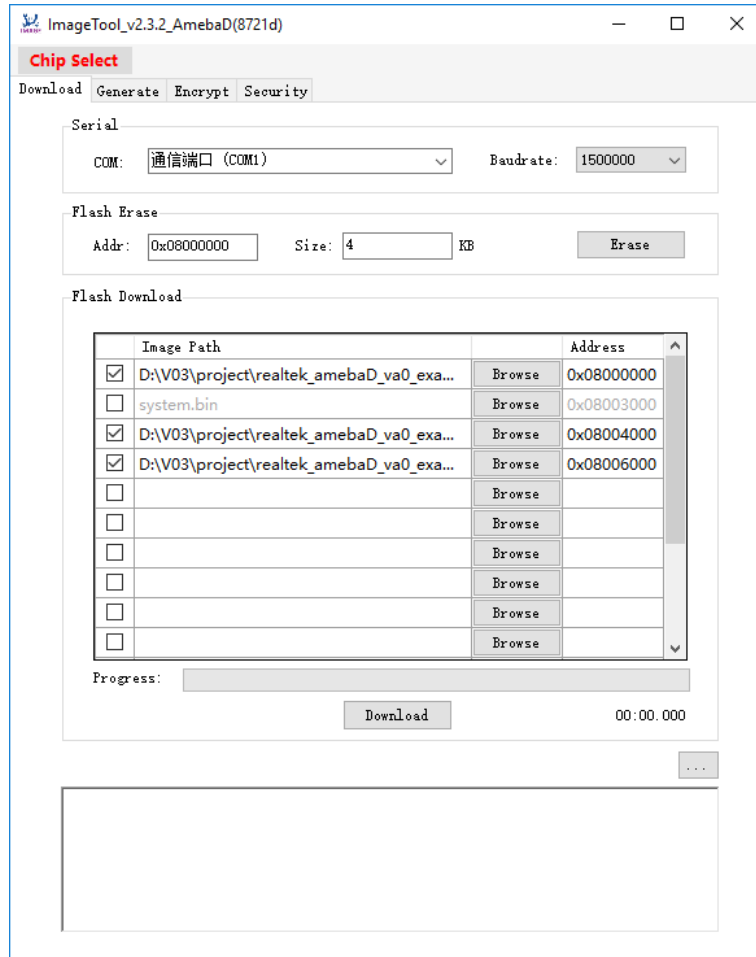 ImageTool_v2.3.2_AmebaD(8721d)
Chip Select
Download Generate Encrypt Security
Serial
COM: 通信端口 (COM1) Baudrate: 1500000
Flash Erase
Addr: 0x08000000 Size: 4 KB Erase
Flash Download
Image Path Address
D:\V03\project\realtek_amebaD_va0_exa... Browse 0x08000000
system.bin Browse 0x08003000
D:\V03\project\realtek_amebaD_va0_exa... Browse 0x08004000
D:\V03\project\realtek_amebaD_va0_exa... Browse 0x08006000
Browse
Browse
Browse
Browse
Browse
Browse
Progress:
Download 00:00.000
...